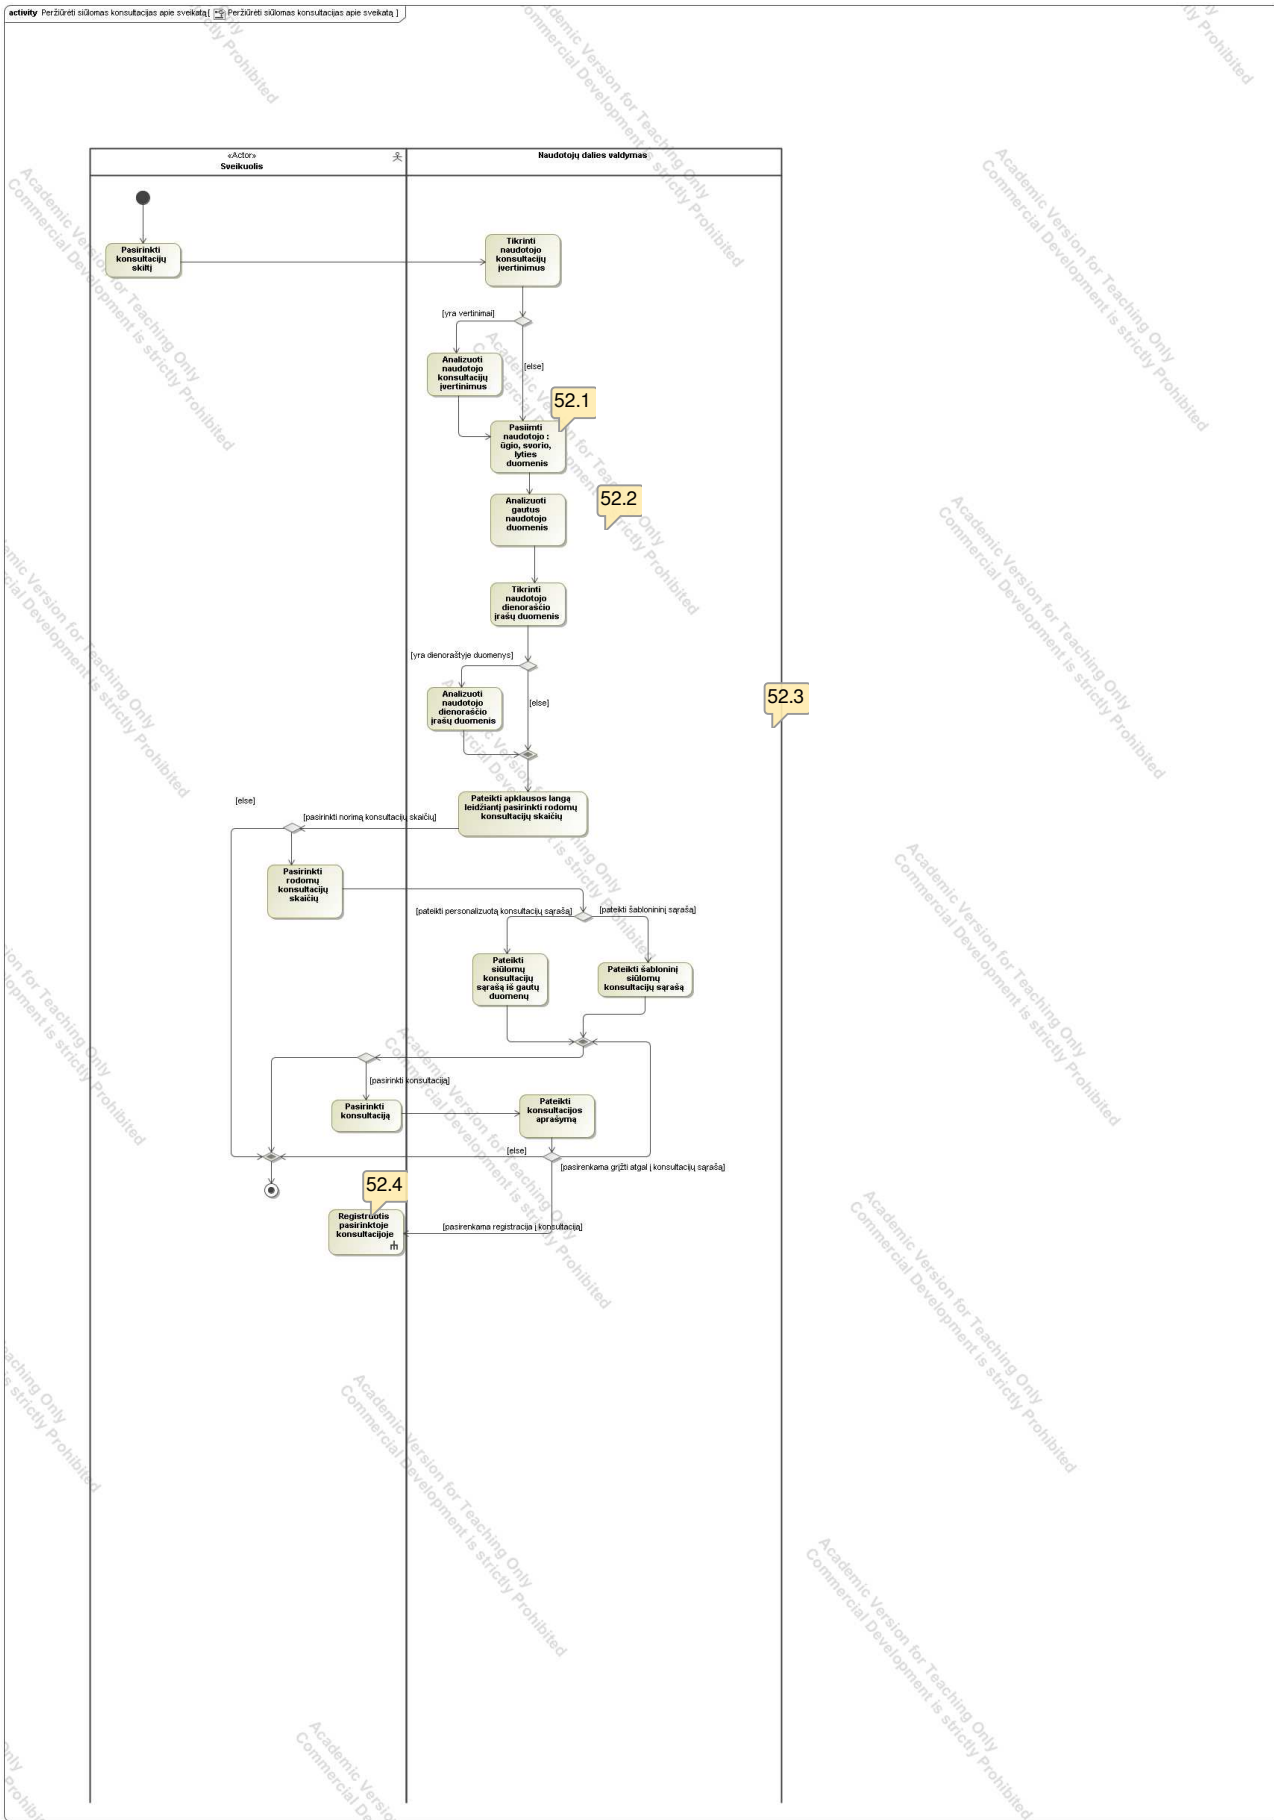 activity Peržiūrėti siūlomas konsultacijas apie sveikatą[ Peržiūrėti siūlomas konsultacijas apie sveikatą ]
«Actor»
Sveikuolis
Naudotojų dalies valdymas
Pasirinkti
konsultacijų
skiltį
Tikrinti
naudotojo
konsultacijų
įvertinimus
[yra vertinimai]
Analizuoti
naudotojo
konsultacijų
įvertinimus
[else]
52.1
Pasiimti
naudotojo :
ūgio, svorio,
lyties
duomenis
52.2
Analizuoti
gautus
naudotojo
duomenis
Tikrinti
naudotojo
dienoraščio
įrašų duomenis
[yra dienoraštyje duomenys]
Analizuoti
naudotojo
dienoraščio
įrašų duomenis
[else]
52.3
Pateikti apklausos langą
leidžiantį pasirinkti rodomų
konsultacijų skaičių
[else]
[pasirinkti norimą konsultacijų skaičių]
Pasirinkti
rodomų
konsultacijų
skaičių
[pateikti personalizuotą konsultacijų sąrašą]
[pateikti šablonininį sąrašą]
Pateikti
siūlomų
konsultacijų
sąrašą iš gautų
duomenų
Pateikti šabloninį
siūlomų
konsultacijų sąrašą
[pasirinkti konsultaciją]
Pasirinkti
konsultaciją
Pateikti
konsultacijos
aprašymą
[else]
[pasirenkama grįžti atgal į konsultacijų sąrašą]
52.4
Registruotis
pasirinktoje
konsultacijoje
[pasirenkama registracija į konsultaciją]
Academic Version for Teaching Only
Commercial Development is strictly Prohibited